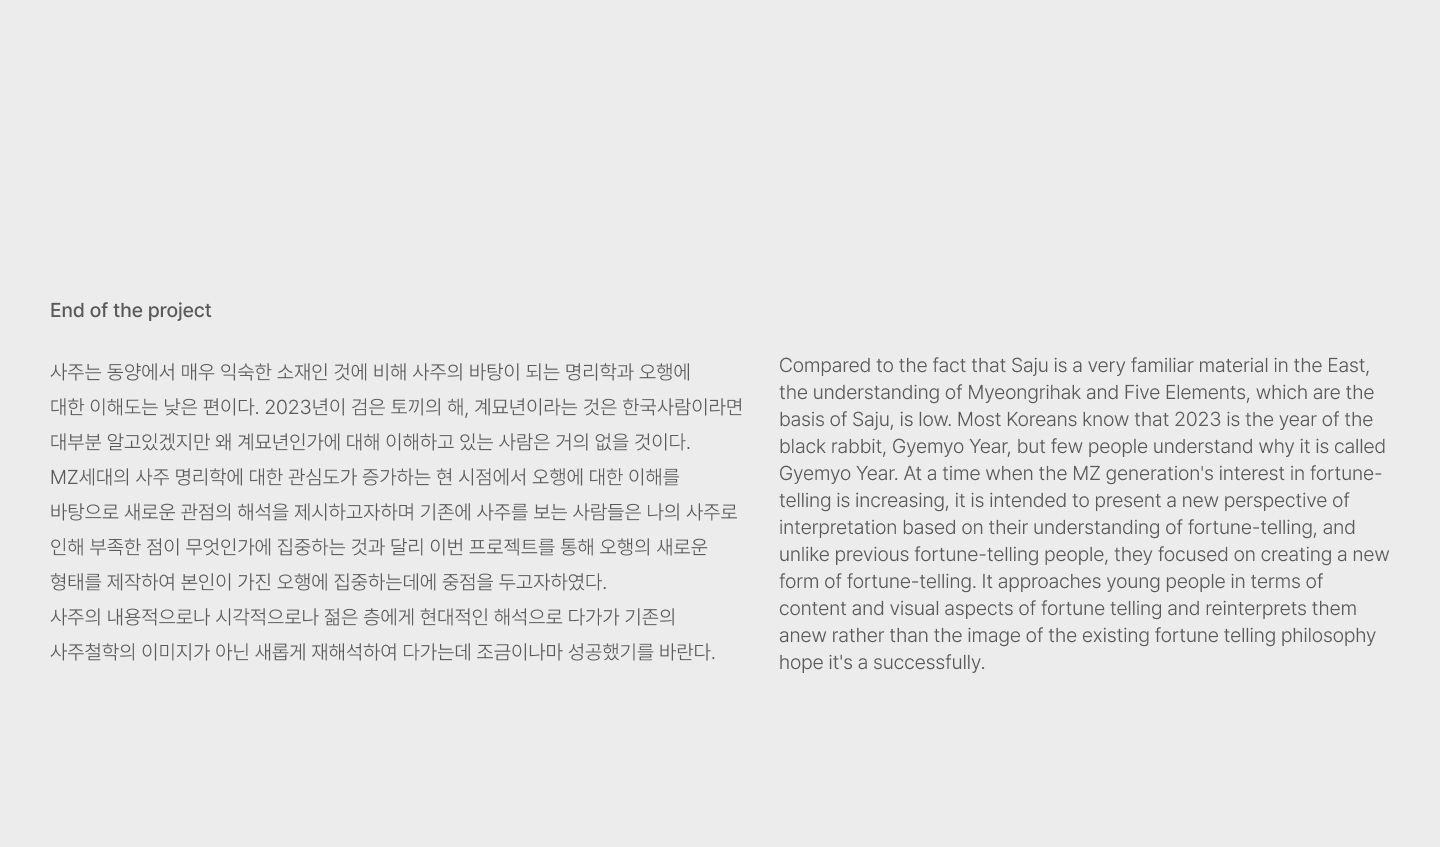 End of the project
사주는 동양에서 매우 익숙한 소재인 것에 비해 사주의 바탕이 되는 명리학과 오행에
대한 이해도는 낮은 편이다. 2023년이 검은 토끼의 해, 계묘년이라는 것은 한국사람이라면
대부분 알고있겠지만 왜 계묘년인가에 대해 이해하고 있는 사람은 거의 없을 것이다.
MZ세대의 사주 명리학에 대한 관심도가 증가하는 현 시점에서 오행에 대한 이해를
바탕으로 새로운 관점의 해석을 제시하고자하며 기존에 사주를 보는 사람들은 나의 사주로
인해 부족한 점이 무엇인가에 집중하는 것과 달리 이번 프로젝트를 통해 오행의 새로운
형태를 제작하여 본인이 가진 오행에 집중하는데에 중점을 두고자하였다.
사주의 내용적으로나 시각적으로나 젊은 층에게 현대적인 해석으로 다가가 기존의
사주철학의 이미지가 아닌 새롭게 재해석하여 다가는데 조금이나마 성공했기를 바란다.
Compared to the fact that Saju is a very familiar material in the East,
the understanding of Myeongrihak and Five Elements, which are the
basis of Saju, is low. Most Koreans know that 2023 is the year of the
black rabbit, Gyemyo Year, but few people understand why it is called
Gyemyo Year. At a time when the MZ generation's interest in fortune-
telling is increasing, it is intended to present a new perspective of
interpretation based on their understanding of fortune-telling, and
unlike previous fortune-telling people, they focused on creating a new
form of fortune-telling. It approaches young people in terms of
content and visual aspects of fortune telling and reinterprets them
anew rather than the image of the existing fortune telling philosophy
hope it's a successfully.